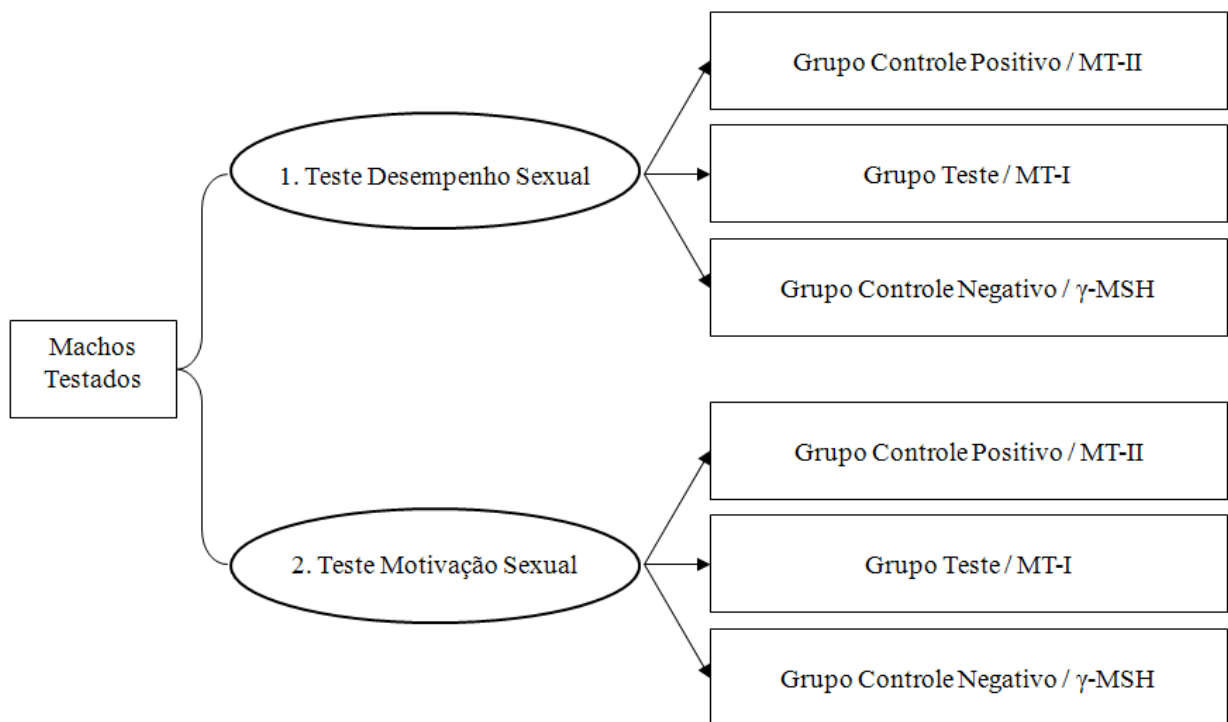 Machos
Testados
1. Teste Desempenho Sexual
Grupo Controle Positivo / MT-II
Grupo Teste / MT-I
Grupo Controle Negativo / γ-MSH
2. Teste Motivação Sexual
Grupo Controle Positivo / MT-II
Grupo Teste / MT-I
Grupo Controle Negativo / γ-MSH